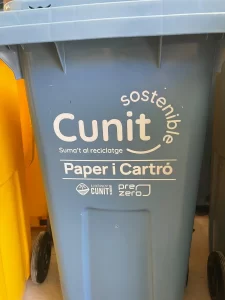 Cunit sostenible
Suma't al reciclatge
Paper i Cartró
CUNIT!
pre
zero